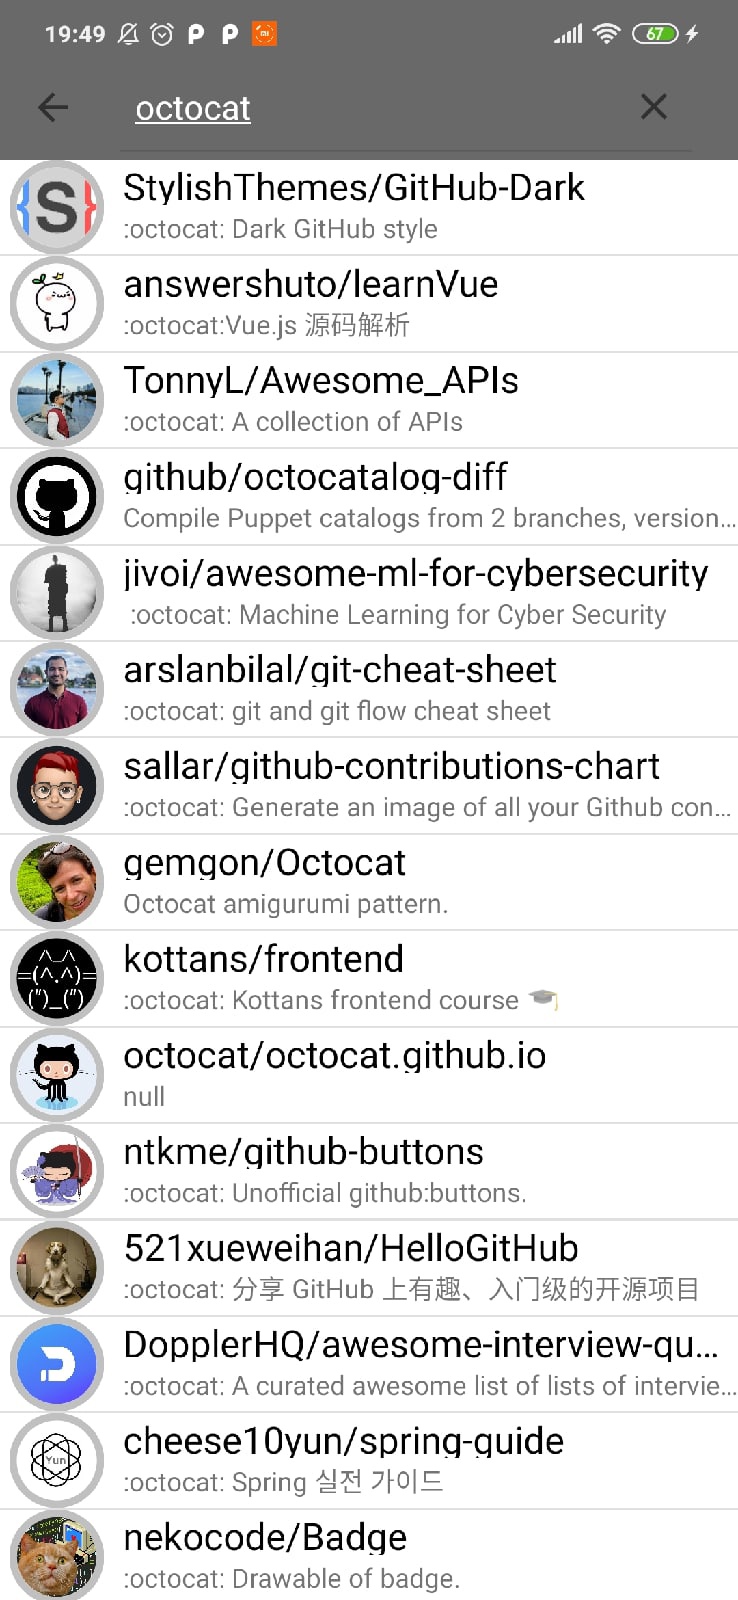 19:49
67
octocat
StylishThemes/GitHub-Dark
:octocat: Dark GitHub style
answershuto/learnVue
:octocat:Vue.js 源码解析
TonnyL/Awesome_APIs
:octocat: A collection of APIs
github/octocatalog-diff
Compile Puppet catalogs from 2 branches, version…
jivoi/awesome-ml-for-cybersecurity
:octocat: Machine Learning for Cyber Security
arslanbilal/git-cheat-sheet
:octocat: git and git flow cheat sheet
sallar/github-contributions-chart
:octocat: Generate an image of all your Github con…
gemgon/Octocat
Octocat amigurumi pattern.
kottans/frontend
:octocat: Kottans frontend course 🎓
octocat/octocat.github.io
null
ntkme/github-buttons
:octocat: Unofficial github:buttons.
521xueweihan/HelloGitHub
:octocat: 分享 GitHub 上有趣、入门级的开源项目
DopplerHQ/awesome-interview-qu…
:octocat: A curated awesome list of lists of intervie…
Yun
cheese10yun/spring-guide
:octocat: Spring 실전 가이드
nekocode/Badge
:octocat: Drawable of badge.